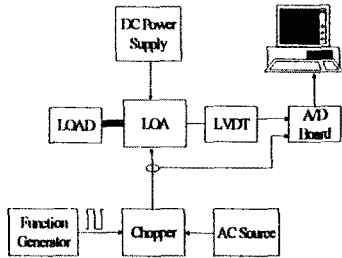 DC Power
Supply
LOAD
LOA
LVDT
A/D
Board
Function
Generator
Chopper
AC Source